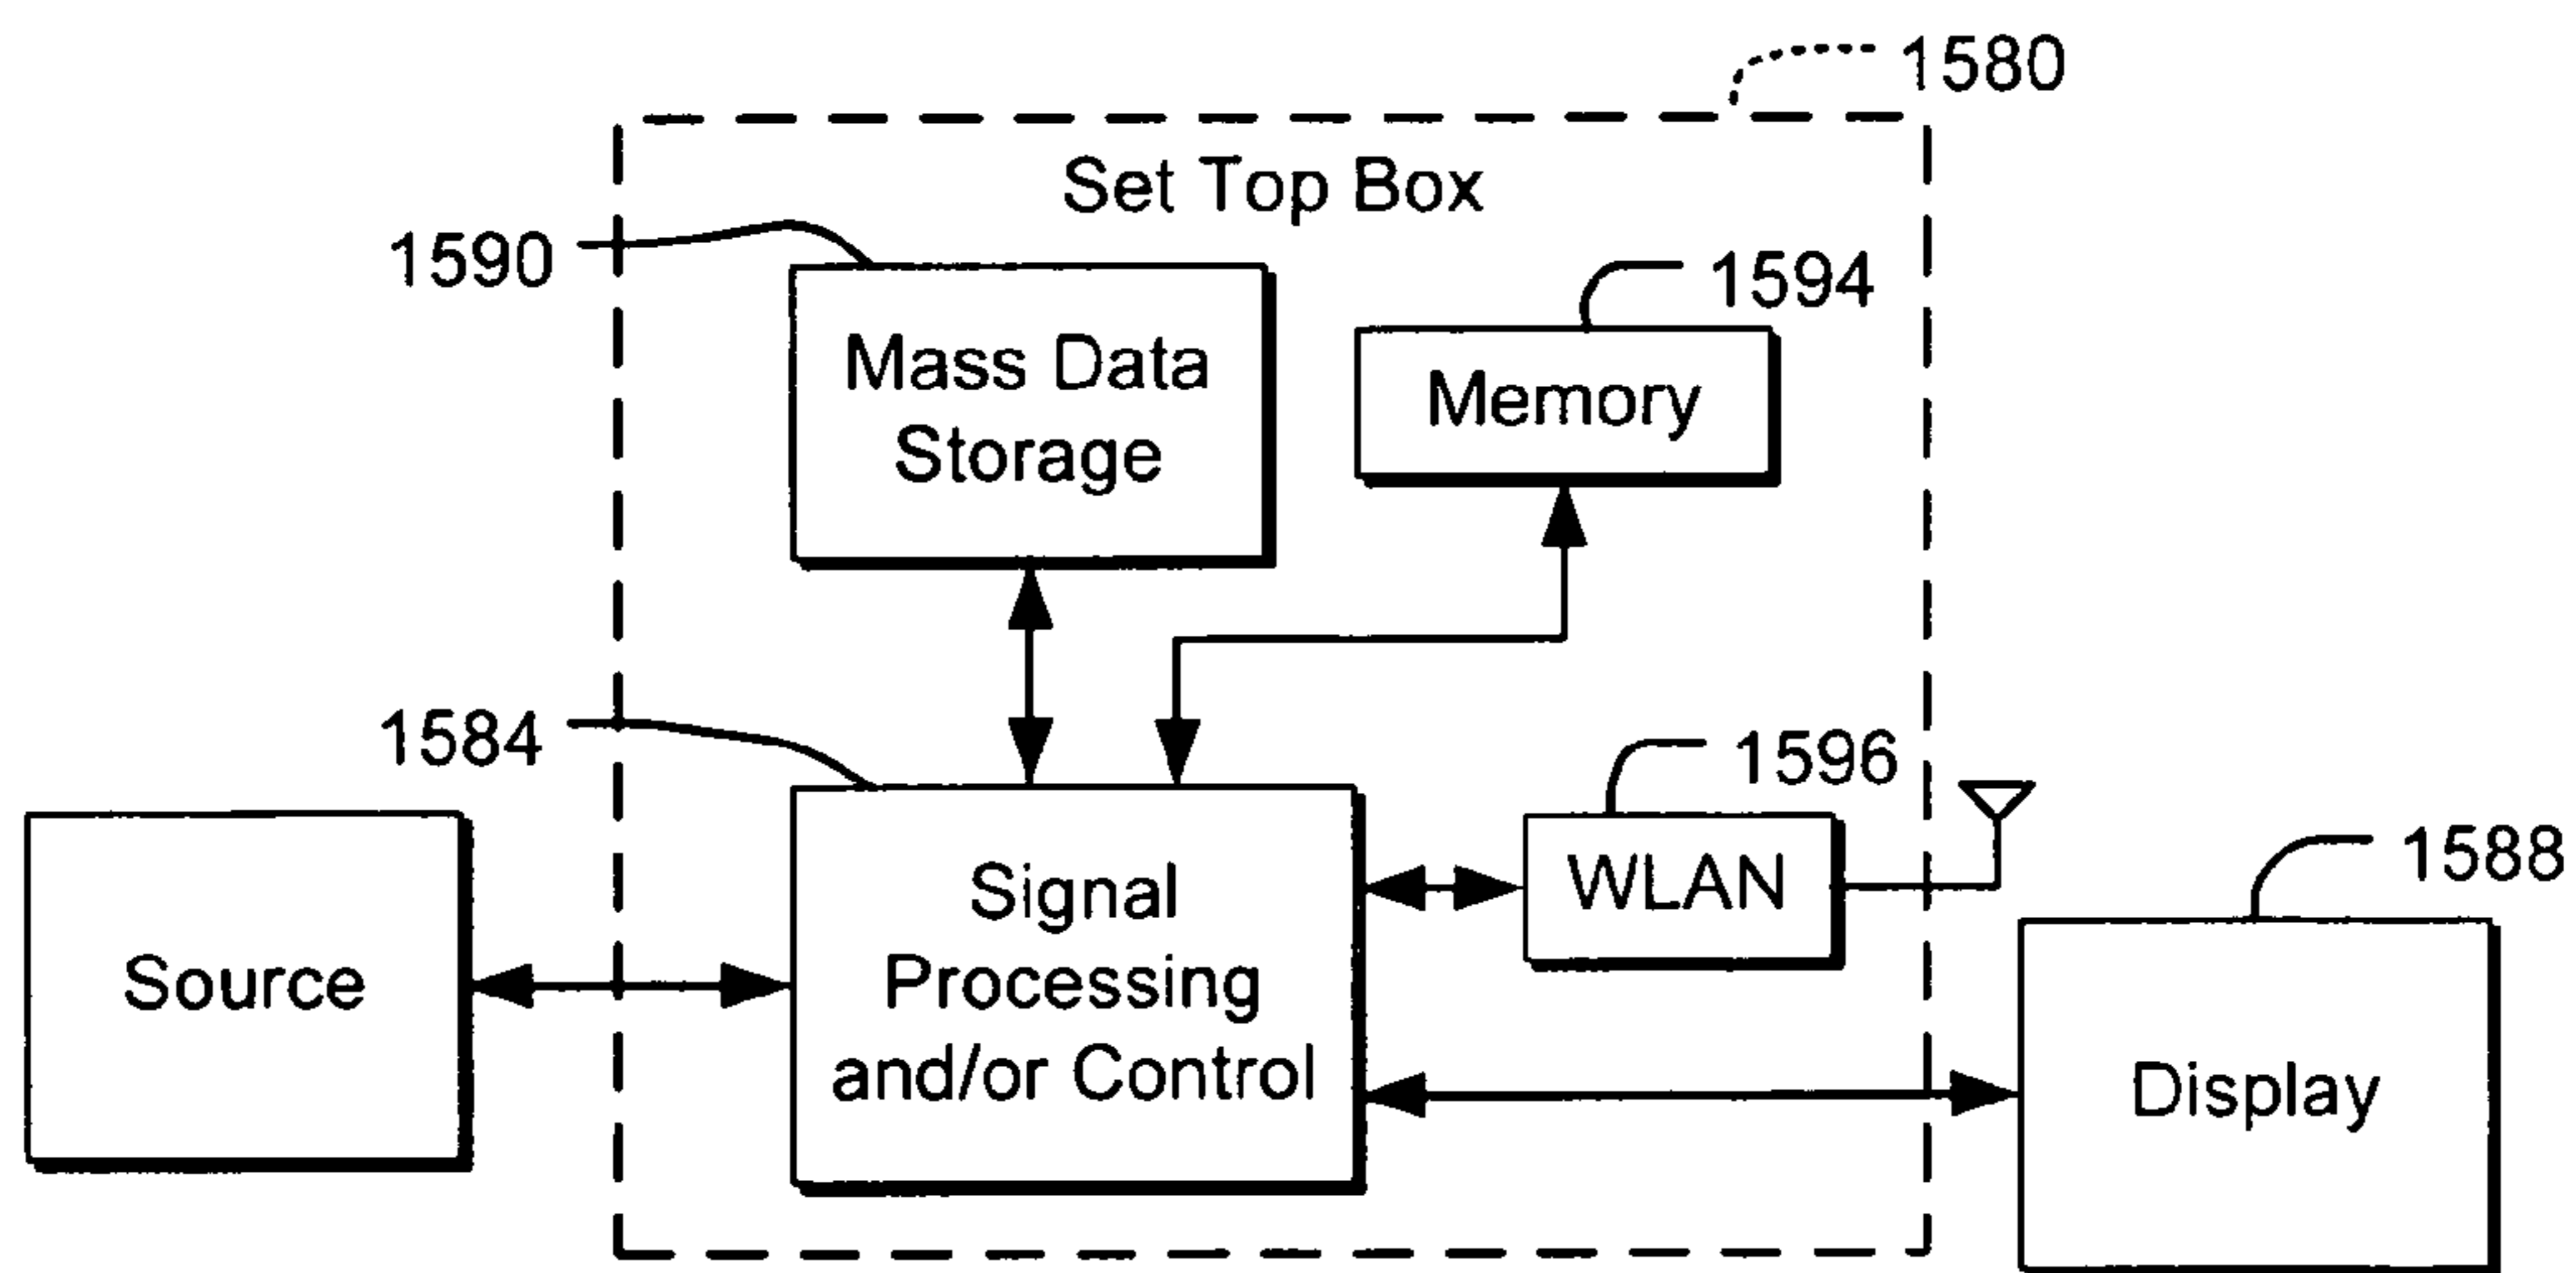 1580
Set Top Box
1590
1594
Mass Data
Storage
Memory
1584
1596
1588
Source
Signal
Processing
and/or Control
WLAN
Display